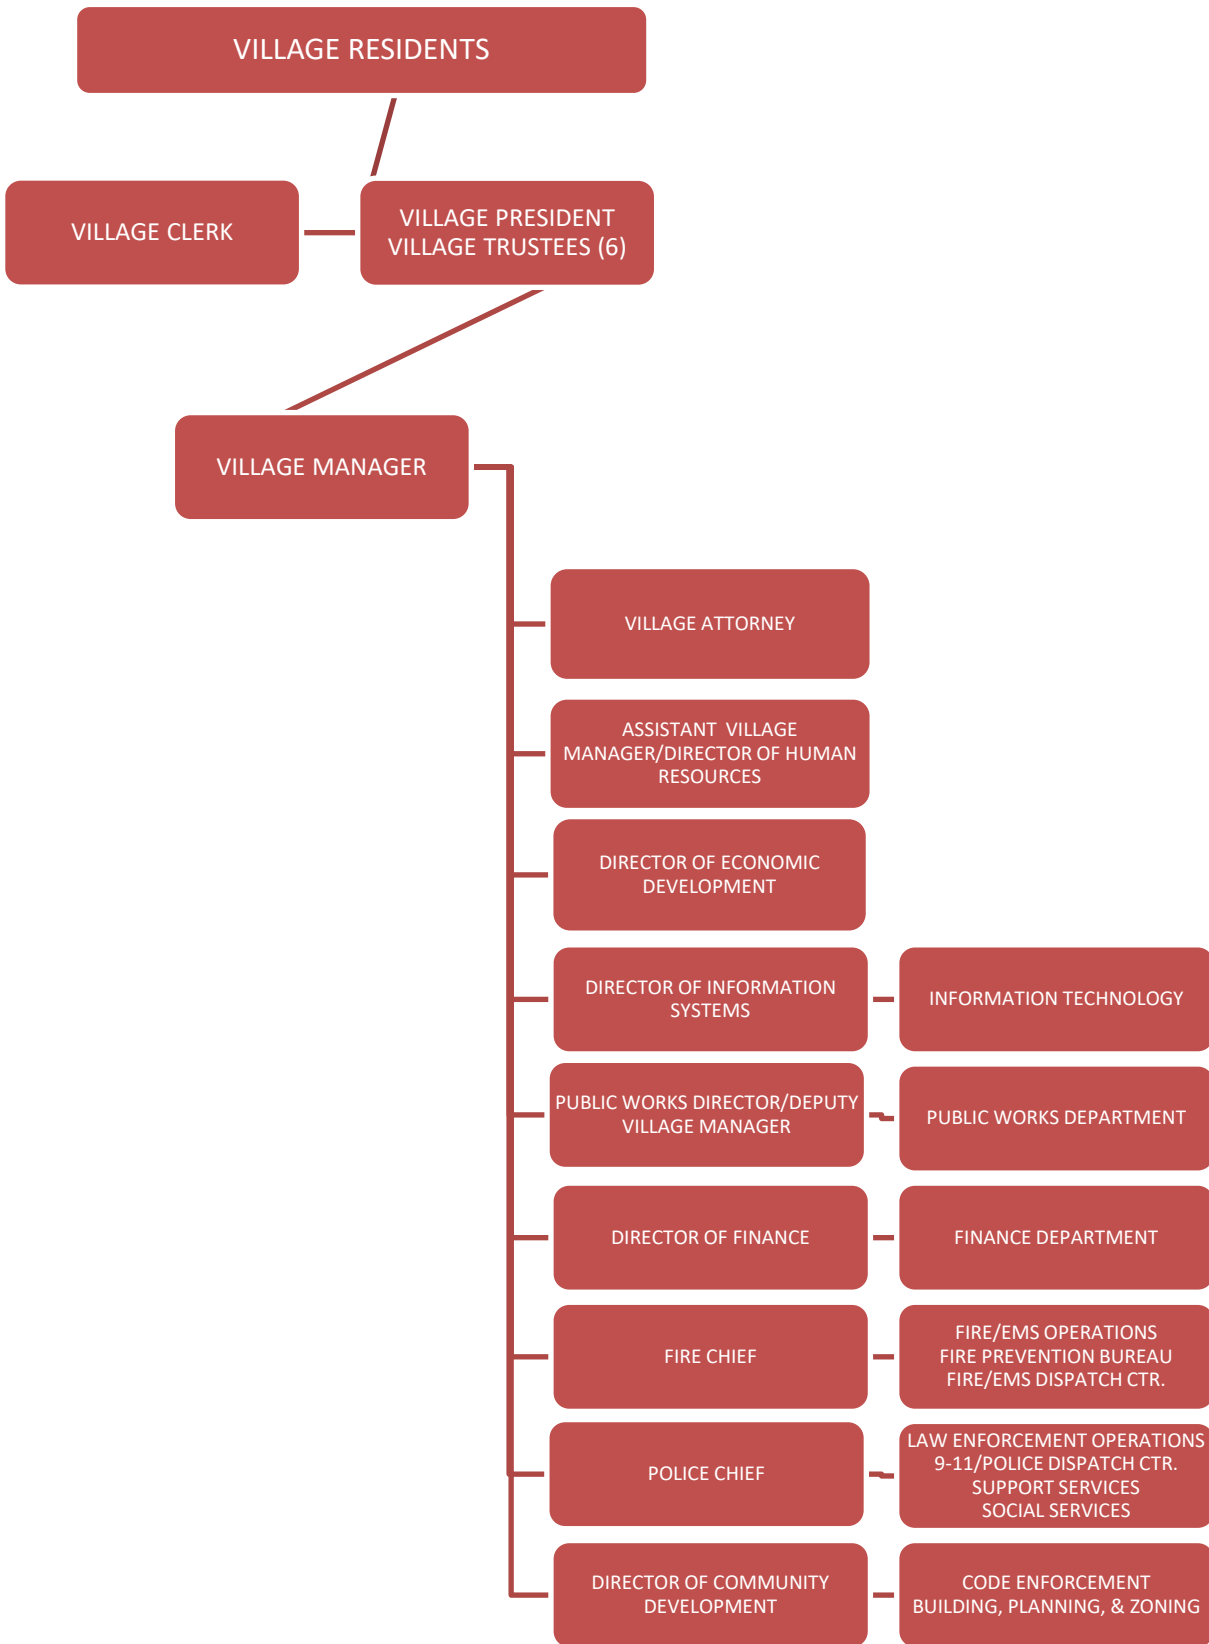 VILLAGE RESIDENTS
VILLAGE CLERK
VILLAGE PRESIDENT
VILLAGE TRUSTEES (6)
VILLAGE MANAGER
VILLAGE ATTORNEY
ASSISTANT VILLAGE
MANAGER/DIRECTOR OF HUMAN
RESOURCES
DIRECTOR OF ECONOMIC
DEVELOPMENT
DIRECTOR OF INFORMATION
SYSTEMS
INFORMATION TECHNOLOGY
PUBLIC WORKS DIRECTOR/DEPUTY
VILLAGE MANAGER
PUBLIC WORKS DEPARTMENT
DIRECTOR OF FINANCE
FINANCE DEPARTMENT
FIRE CHIEF
FIRE/EMS OPERATIONS
FIRE PREVENTION BUREAU
FIRE/EMS DISPATCH CTR.
POLICE CHIEF
LAW ENFORCEMENT OPERATIONS
9-11/POLICE DISPATCH CTR.
SUPPORT SERVICES
SOCIAL SERVICES
DIRECTOR OF COMMUNITY
DEVELOPMENT
CODE ENFORCEMENT
BUILDING, PLANNING, & ZONING